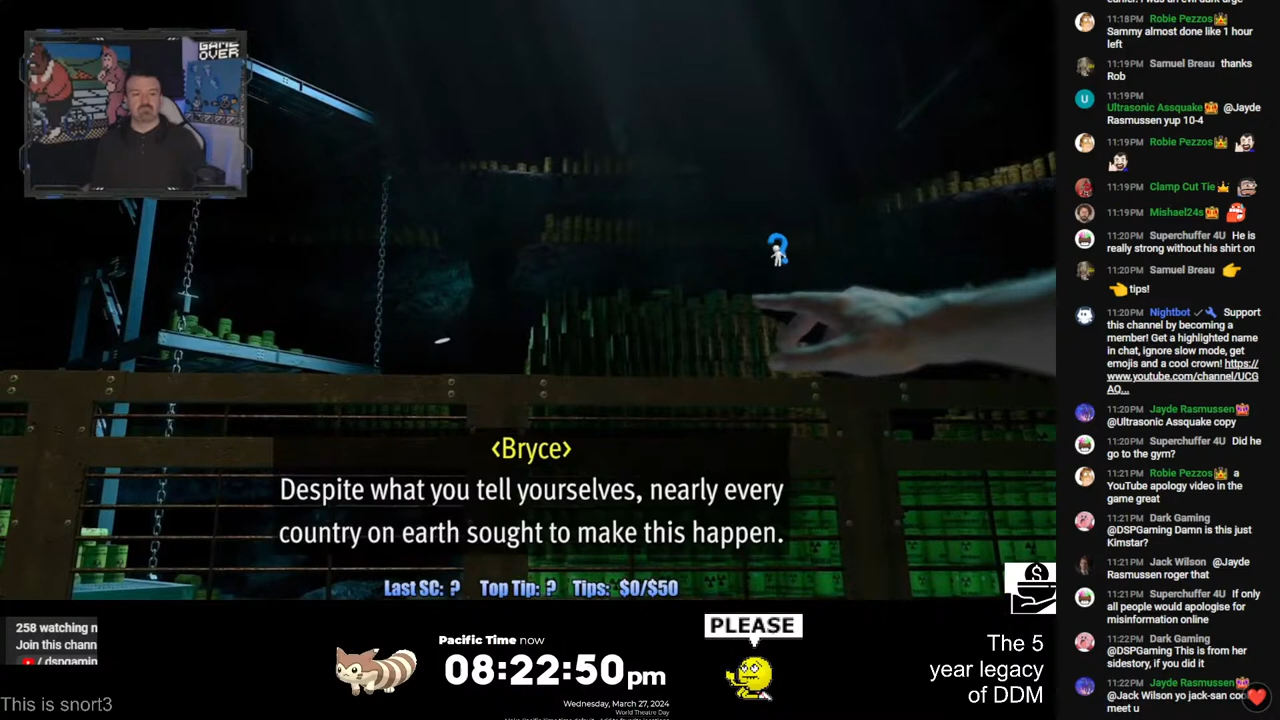 GAME
OVER
<Bryce>
Despite what you tell yourselves, nearly every
country on earth sought to make this happen.
Last SC: ? Top Tip: ? Tips: $0/$50
258 watching n
Join this chann
/ dspgamin
This is snort3
Pacific Time now
08:22:50pm
Wednesday, March 27, 2024
World Theatre Day
PLEASE
The 5
year legacy
of DDM
11:18PM Robie Pezzos
Sammy almost done like 1 hour
left
11:19PM Samuel Breau thanks
Rob
U
11:19PM
Ultrasonic Assquake @Jayde
Rasmussen yup 10-4
11:19PM Robie Pezzos
11:19PM Clamp Cut Tie
11:19PM Mishael24s
11:20PM Superchuffer 4U He is
really strong without his shirt on
11:20PM Samuel Breau
tips!
11:20PM Nightbot Support
this channel by becoming a
member! Get a highlighted name
in chat, ignore slow mode, get
emojis and a cool crown! https://
www.youtube.com/channel/UCG
AQ...
11:20PM Jayde Rasmussen
@Ultrasonic Assquake copy
11:20PM Superchuffer 4U Did he
go to the gym?
11:21PM Robie Pezzos a
YouTube apology video in the
game great
11:21PM Dark Gaming
@DSPGaming Damn is this just
Kimstar?
11:21PM Jack Wilson @Jayde
Rasmussen roger that
11:21PM Superchuffer 4U If only
all people would apologise for
misinformation online
11:22PM Dark Gaming
@DSPGaming This is from her
sidestory, if you did it
11:22PM Jayde Rasmussen
@Jack Wilson yo jack-san
meet u